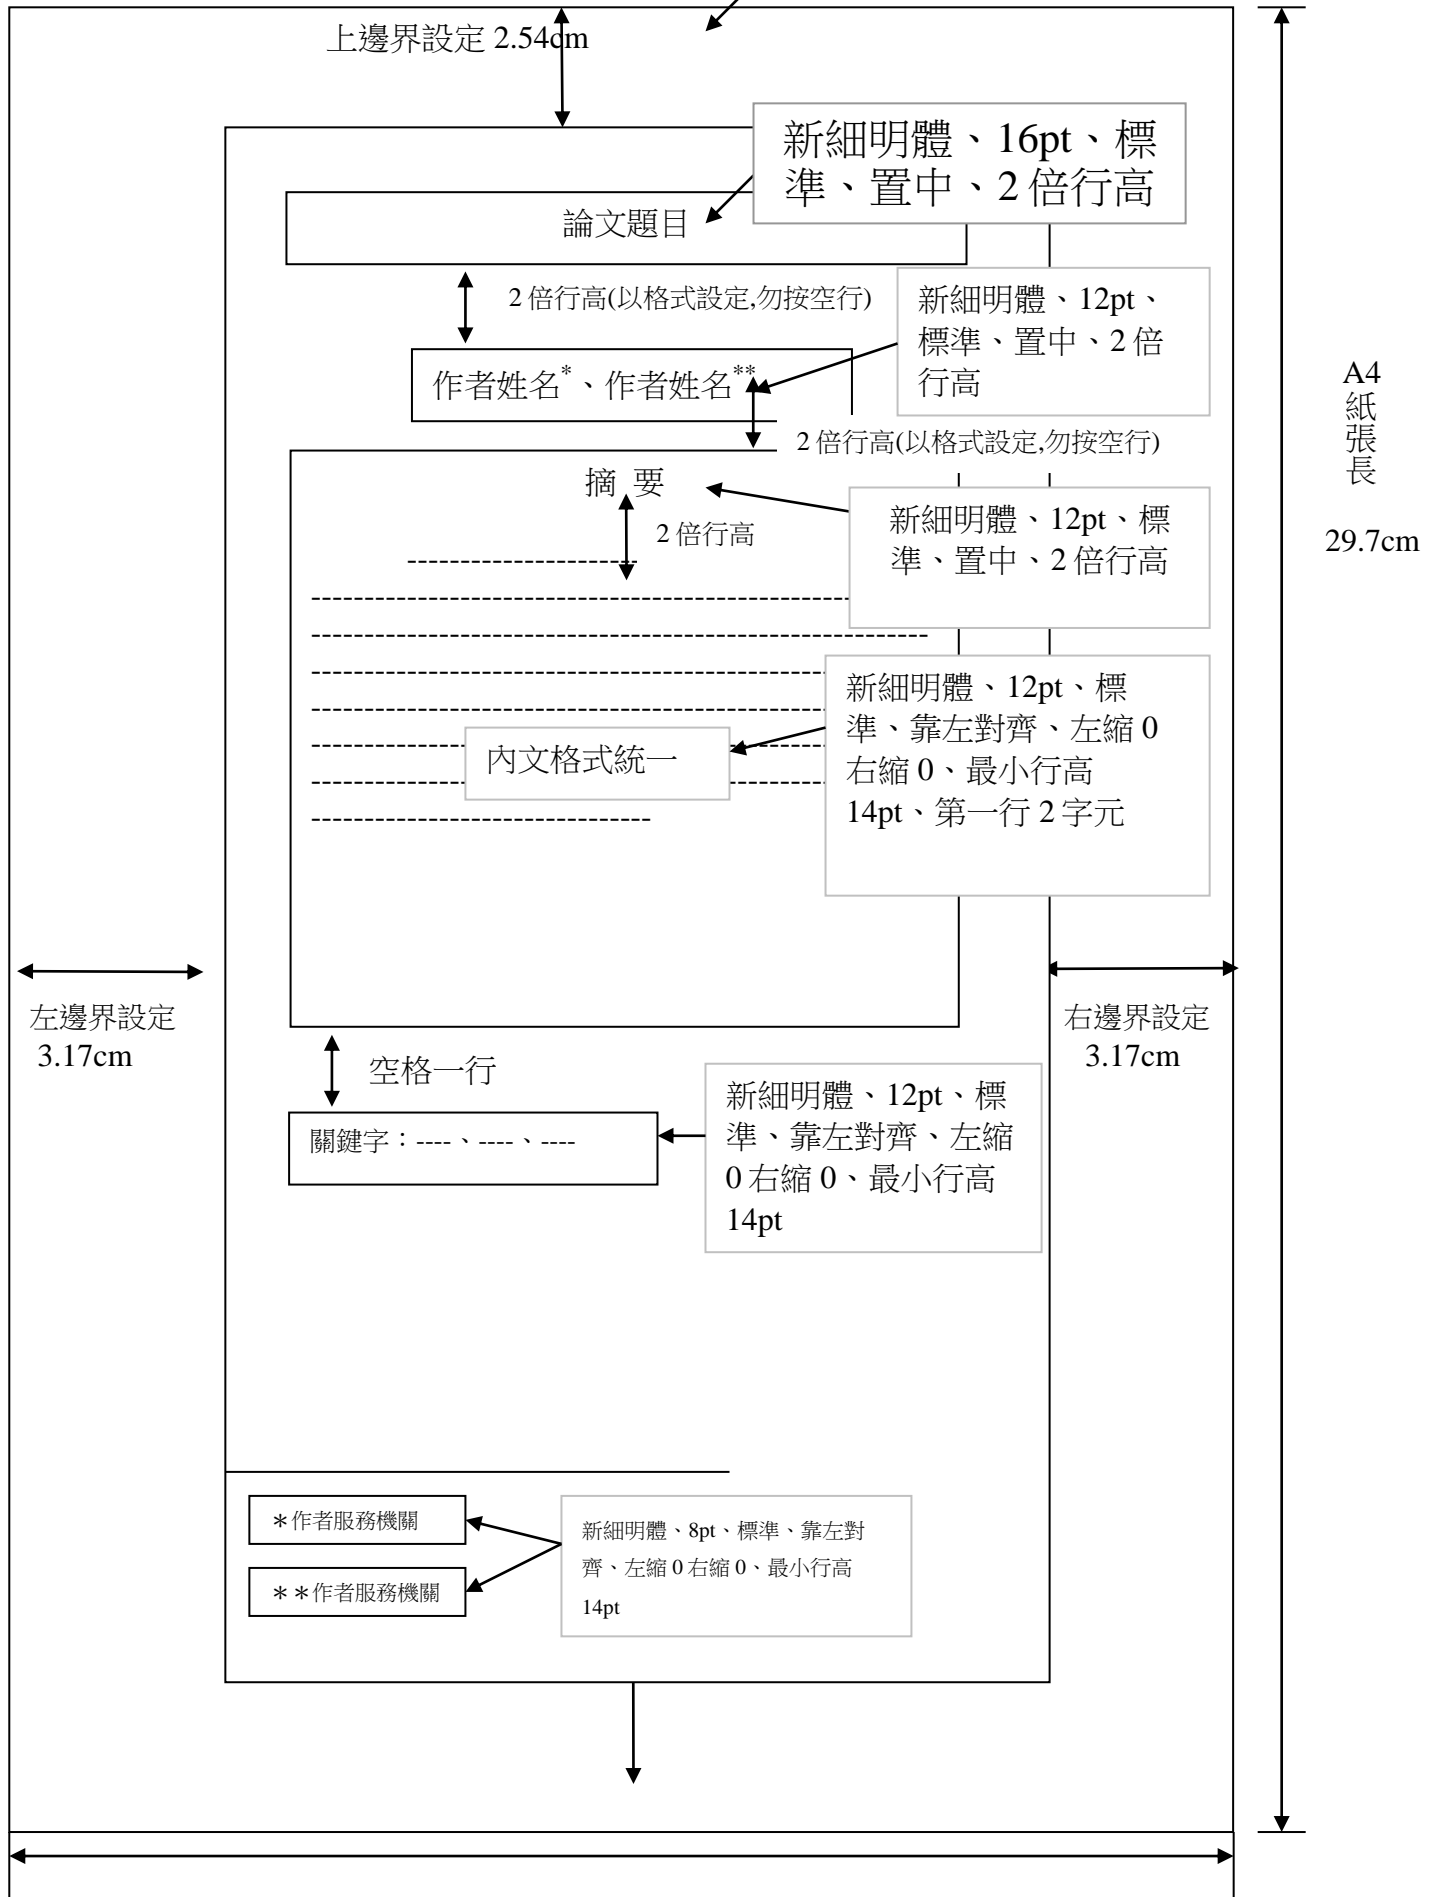 上邊界設定 2.54cm
新細明體、16pt、標
準、置中、2 倍行高
論文題目
2 倍行高(以格式設定,勿按空行)
新細明體、12pt、
標準、置中、2 倍
行高
作者姓名*、作者姓名**
2 倍行高(以格式設定,勿按空行)
A4
紙
張
長
29.7cm
摘 要
2 倍行高
新細明體、12pt、標
準、置中、2 倍行高
新細明體、12pt、標
準、靠左對齊、左縮 0
右縮 0、最小行高
14pt、第一行 2 字元
內文格式統一
左邊界設定
3.17cm
右邊界設定
3.17cm
空格一行
關鍵字：----、----、----
新細明體、12pt、標
準、靠左對齊、左縮
0 右縮 0、最小行高
14pt
＊作者服務機關
＊＊作者服務機關
新細明體、8pt、標準、靠左對
齊、左縮 0 右縮 0、最小行高
14pt